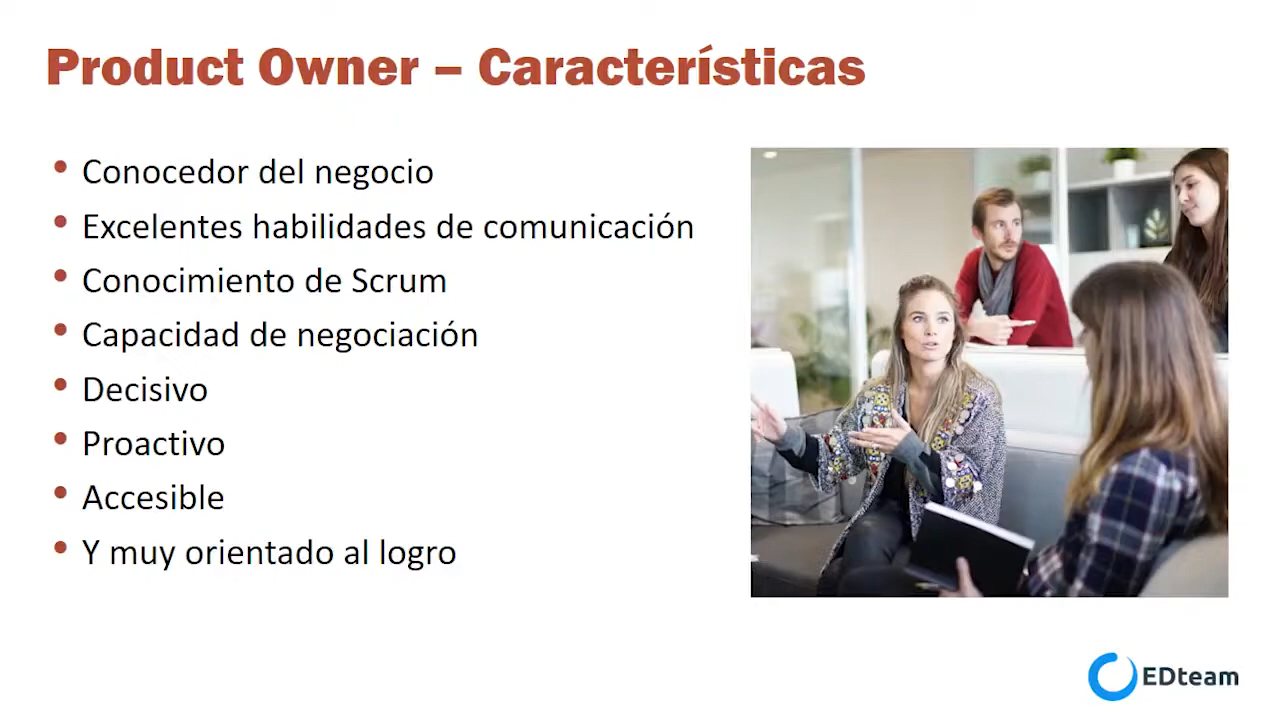 Product Owner – Características
• Conocedor del negocio
• Excelentes habilidades de comunicación
• Conocimiento de Scrum
• Capacidad de negociación
• Decisivo
• Proactivo
• Accesible
• Y muy orientado al logro
EDteam